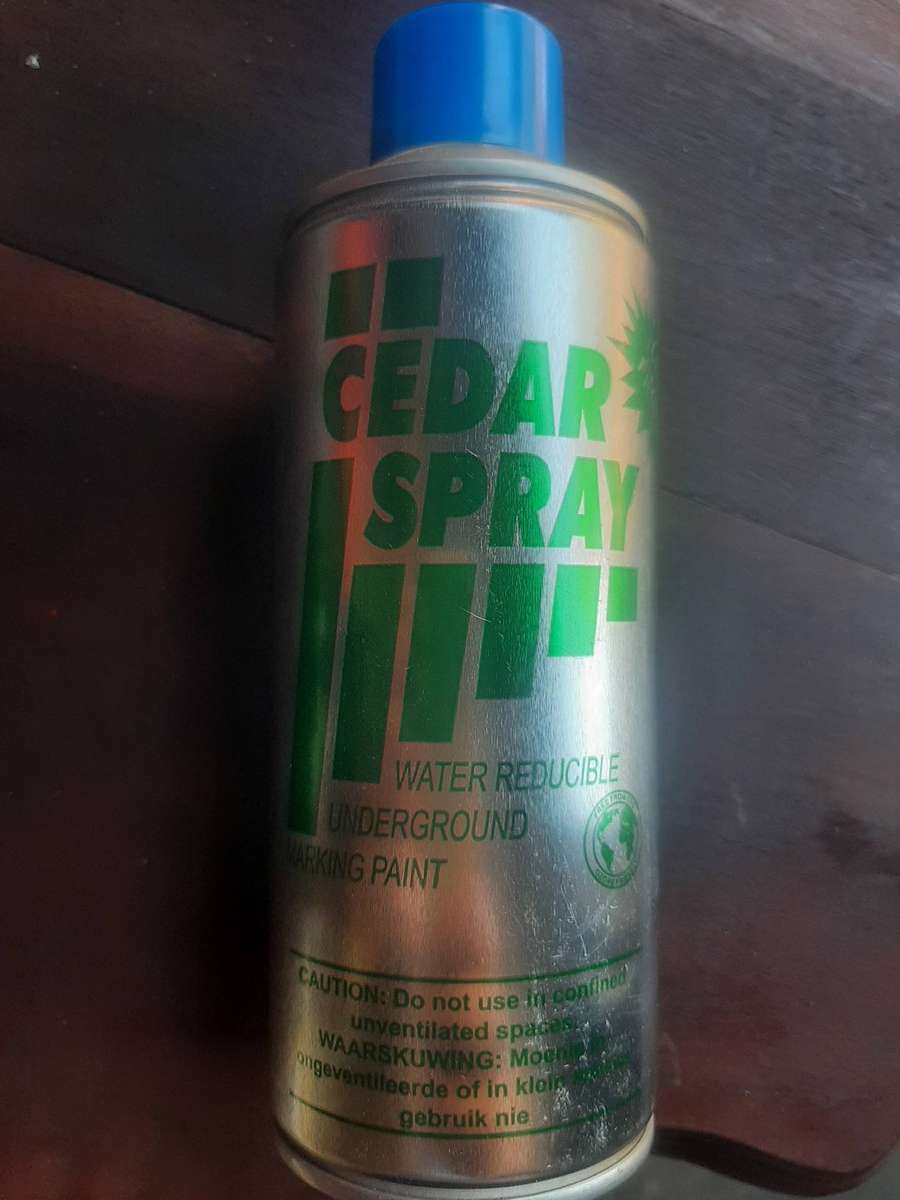 CEDAR
SPRAY
WATER REDUCIBLE
UNDERGROUND
MARKING PAINT
CAUTION: Do not use in confined
unventilated spaces.
WAARSKUWING: Moenie
ongeventileerde of in klein
gebruik nie